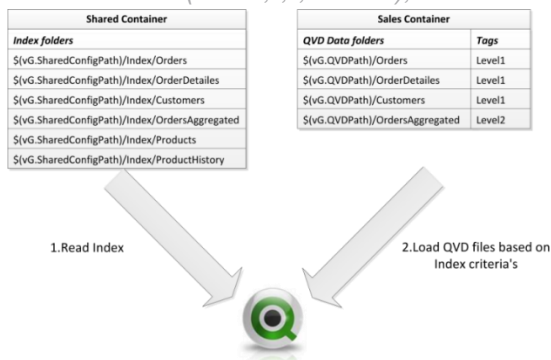 Shared Container
Index folders
$(vG.SharedConfigPath)/Index/Orders
$(vG.SharedConfigPath)/Index/OrderDetailes
$(vG.SharedConfigPath)/Index/Customers
$(vG.SharedConfigPath)/Index/OrdersAggregated
$(vG.SharedConfigPath)/Index/Products
$(vG.SharedConfigPath)/Index/ProductHistory
Sales Container
QVD Data folders Tags
$(vG.QVDPath)/Orders Level1
$(vG.QVDPath)/OrderDetailes Level1
$(vG.QVDPath)/Customers Level1
$(vG.QVDPath)/OrdersAggregated Level2
1.Read Index
2.Load QVD files based on
Index criteria's